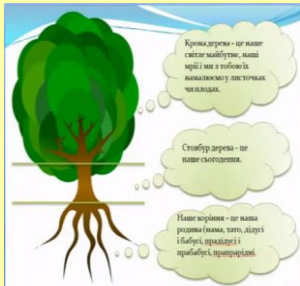 Крона дерева - це наше
світле майбутнє, наші
мрії і ми з тобою їх
намалюємо у листочках
чи плодах.
Стовбур дерева - це
наше сьогодення.
Наше коріння - це наша
родина (мама, тато, дідусі
і бабусі, прадідусі і
прабабусі, прапрарідні.